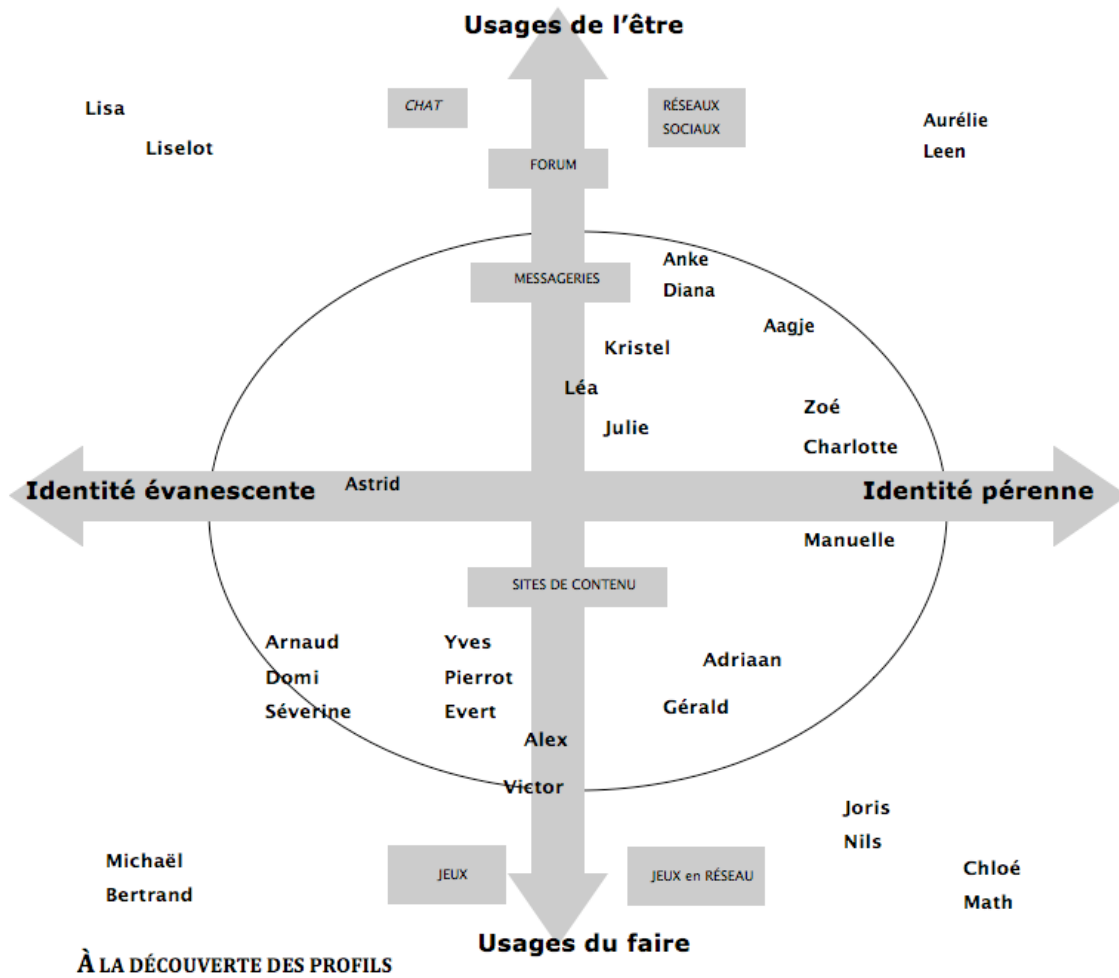 Usages de l'être
Lisa
CHAT
RÉSEAUX
SOCIAUX
Aurélie
Liselot
Leen
FORUM
Anke
MESSAGERIES
Diana
Aagje
Kristel
Léa
Zoé
Julie
Charlotte
Identité évanescente
Astrid
Identité pérenne
Manuelle
SITES DE CONTENU
Arnaud
Yves
Adriaan
Domi
Pierrot
Séverine
Evert
Gérald
Alex
Victor
Joris
Nils
Michaël
JEUX
JEUX en RÉSEAU
Chloé
Bertrand
Math
Usages du faire
À LA DÉCOUVERTE DES PROFILS